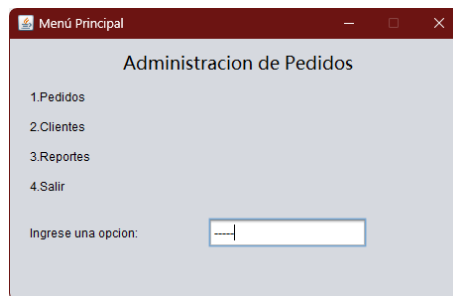 Menú Principal
Administracion de Pedidos
1.Pedidos
2.Clientes
3.Reportes
4.Salir
Ingrese una opcion: -----